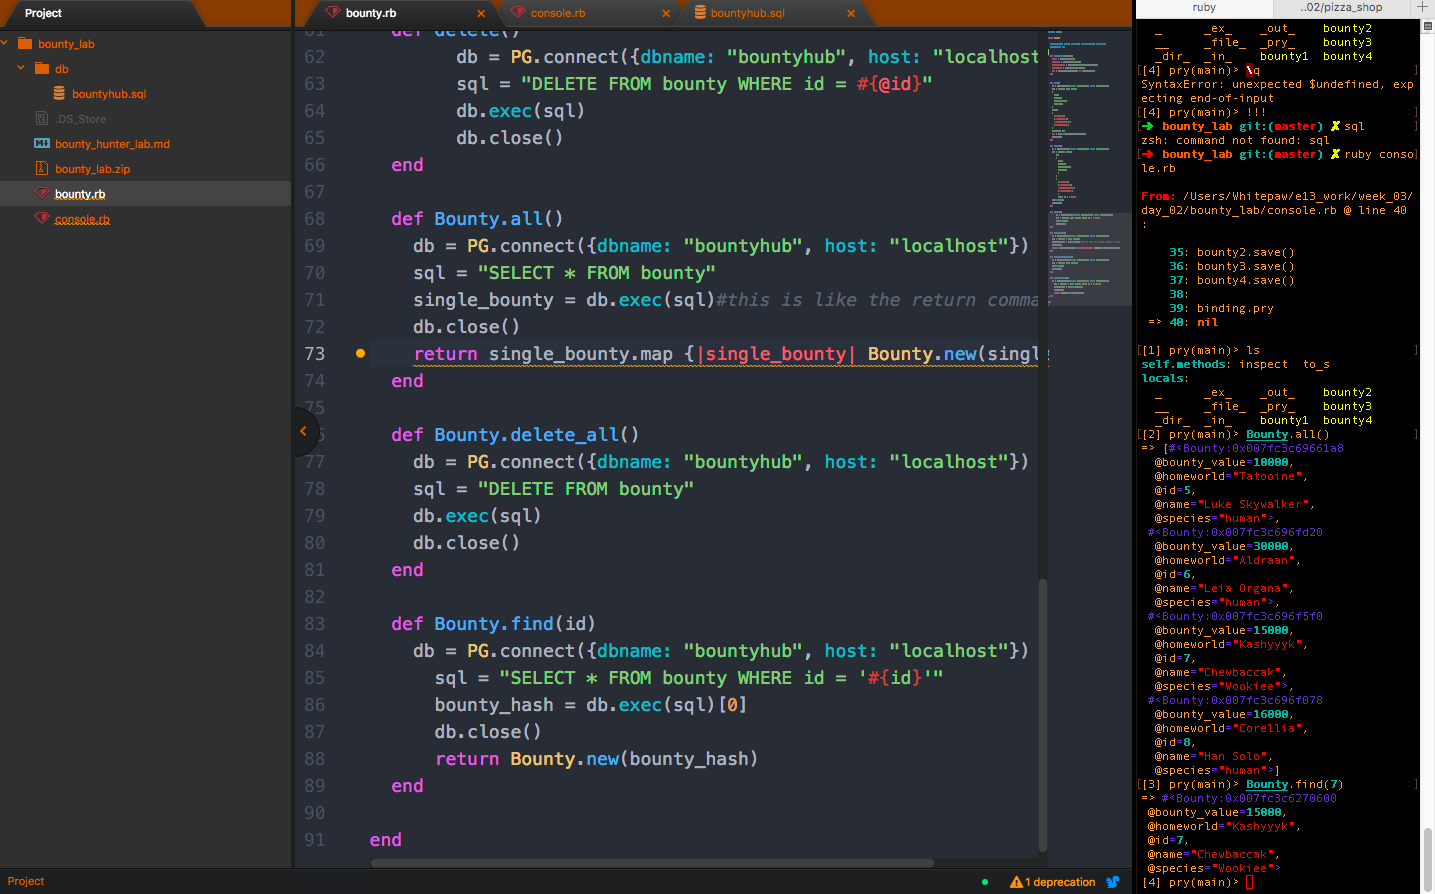 Project
bounty_lab
db
bountyhub.sql
.DS_Store
bounty_hunter_lab.md
bounty_lab.zip
bounty.rb
console.rb
Project
bounty.rb
console.rb
bountyhub.sql
61 def delete()
62 db = PG.connect({dbname: "bountyhub", host: "localhost"
63 sql = "DELETE FROM bounty WHERE id = #{@id}"
64 db.exec(sql)
65 db.close()
66 end
67
68 def Bounty.all()
69 db = PG.connect({dbname: "bountyhub", host: "localhost"})
70 sql = "SELECT * FROM bounty"
71 single_bounty = db.exec(sql)#this is like the return comma
72 db.close()
73 return single_bounty.map {|single_bounty| Bounty.new(singl
74 end
75
def Bounty.delete_all()
77 db = PG.connect({dbname: "bountyhub", host: "localhost"})
78 sql = "DELETE FROM bounty"
79 db.exec(sql)
80 db.close()
81 end
82
83 def Bounty.find(id)
84 db = PG.connect({dbname: "bountyhub", host: "localhost"})
85 sql = "SELECT * FROM bounty WHERE id = '#{id}'"
86 bounty_hash = db.exec(sql)[0]
87 db.close()
88 return Bounty.new(bounty_hash)
89 end
90
91 end
1 deprecation
ruby
..02/pizza_shop
_ _ex_ _out_ bounty2
__ _file_ _pry_ bounty3
_dir_ _in_ bounty1 bounty4
[[4] pry(main)> \q ]
SyntaxError: unexpected $undefined, exp
ecting end-of-input
[[4] pry(main)> !!! ]
[➜ bounty_lab git:(master) ✗ sql ]
zsh: command not found: sql
[➜ bounty_lab git:(master) ✗ ruby conso]
le.rb
From: /Users/Whitepaw/e13_work/week_03/
day_02/bounty_lab/console.rb @ line 40
:
35: bounty2.save()
36: bounty3.save()
37: bounty4.save()
38:
39: binding.pry
=> 40: nil
[[1] pry(main)> ls ]
self.methods: inspect to_s
locals:
_ _ex_ _out_ bounty2
__ _file_ _pry_ bounty3
_dir_ _in_ bounty1 bounty4
[[2] pry(main)> Bounty.all() ]
=> [#<Bounty:0x007fc3c69661a8
@bounty_value=10000,
@homeworld="Tatooine",
@id=5,
@name="Luke Skywalker",
@species="human">,
#<Bounty:0x007fc3c696fd20
@bounty_value=30000,
@homeworld="Aldraan",
@id=6,
@name="Leia Organa",
@species="human">,
#<Bounty:0x007fc3c696f5f0
@bounty_value=15000,
@homeworld="Kashyyyk",
@id=7,
@name="Chewbaccak",
@species="Wookiee">,
#<Bounty:0x007fc3c696f078
@bounty_value=16000,
@homeworld="Corellia",
@id=8,
@name="Han Solo",
@species="human">]
[[3] pry(main)> Bounty.find(7) ]
=> #<Bounty:0x007fc3c6270600
@bounty_value=15000,
@homeworld="Kashyyyk",
@id=7,
@name="Chewbaccak",
@species="Wookiee">
[4] pry(main)>